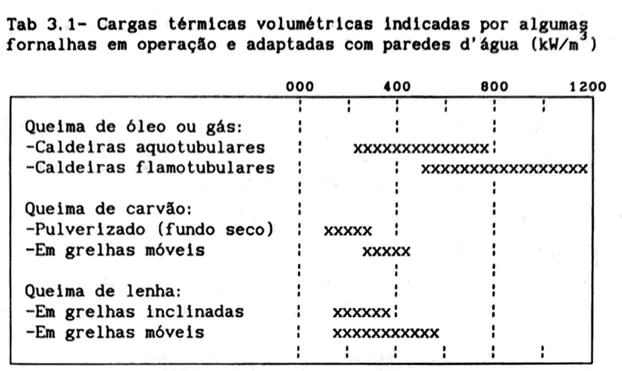 Tab 3.1- Cargas térmicas volumétricas indicadas por algumas
fornalhas em operação e adaptadas com paredes d'água (kW/m³)
000 400 800 1200
Queima de óleo ou gás:
-Caldeiras aquotubulares xxxxxxxxxxxxxx
-Caldeiras flamotubulares xxxxxxxxxxxxxxxxx
Queima de carvão:
-Pulverizado (fundo seco) xxxxx
-Em grelhas móveis xxxxx
Queima de lenha:
-Em grelhas inclinadas xxxxxx
-Em grelhas móveis xxxxxxxxxxx